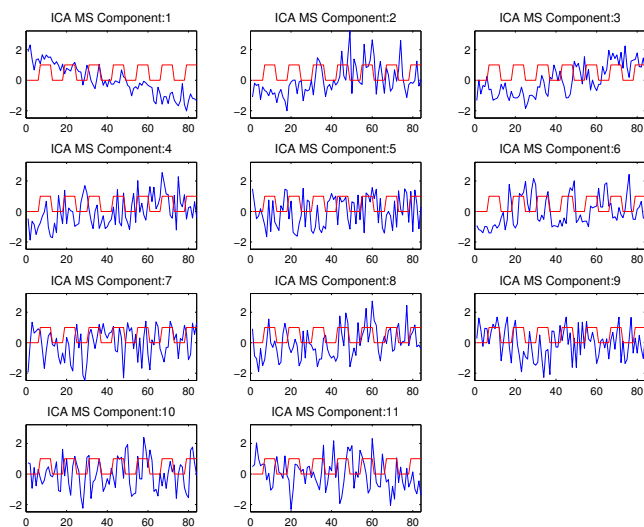 ICA MS Component:1
ICA MS Component:2
ICA MS Component:3
2
0
−2
0 20 40 60 80
2
0
−2
0 20 40 60 80
2
0
−2
0 20 40 60 80
ICA MS Component:4
ICA MS Component:5
ICA MS Component:6
2
0
−2
0 20 40 60 80
2
0
−2
0 20 40 60 80
2
0
−2
0 20 40 60 80
ICA MS Component:7
ICA MS Component:8
ICA MS Component:9
2
0
−2
0 20 40 60 80
2
0
−2
0 20 40 60 80
2
0
−2
0 20 40 60 80
ICA MS Component:10
ICA MS Component:11
2
0
−2
0 20 40 60 80
2
0
−2
0 20 40 60 80